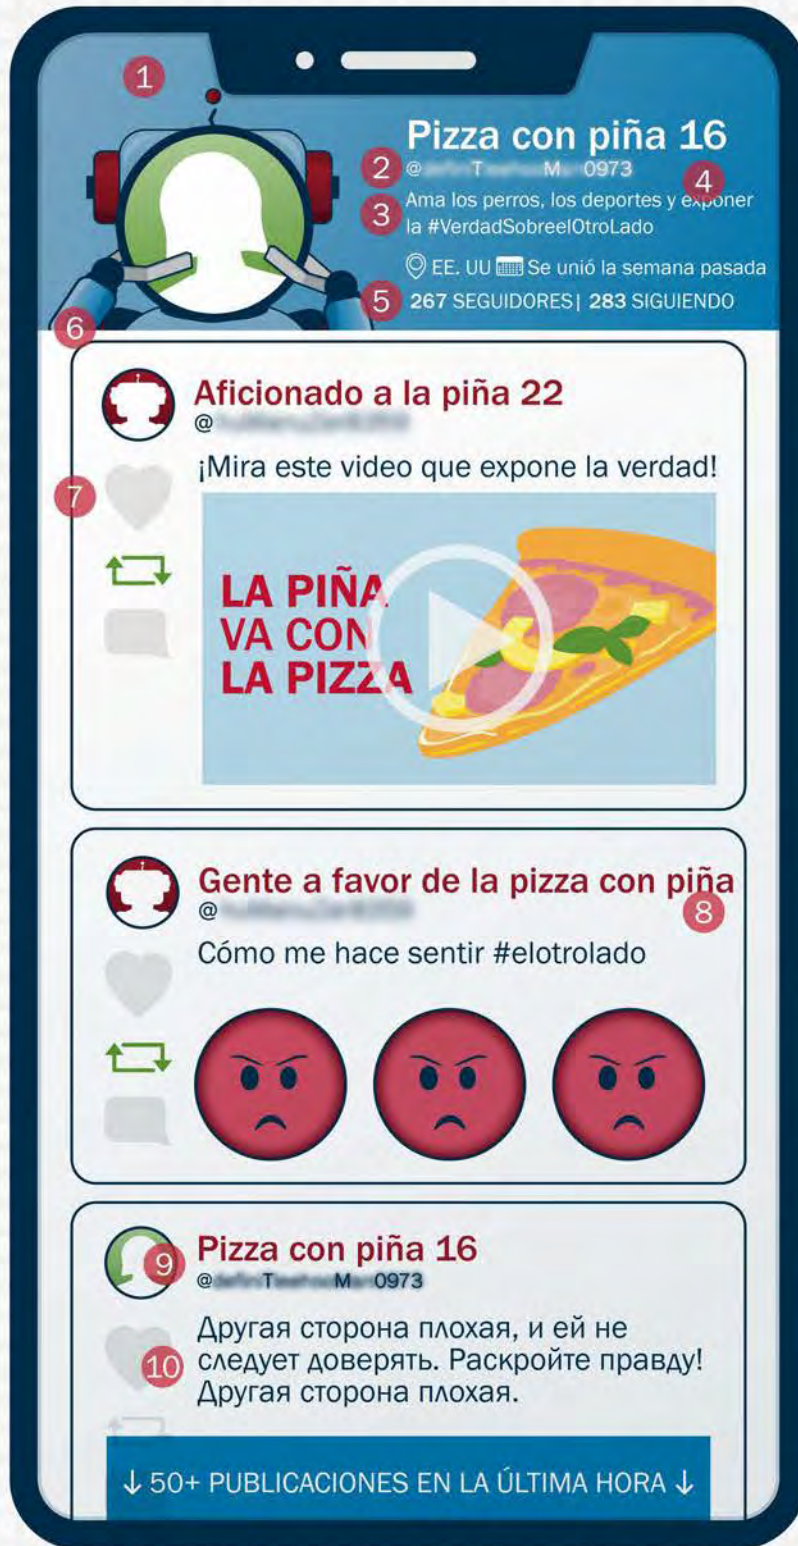 1
Pizza con piña 16
2 @ T M 0973
4
3 Ama los perros, los deportes y exponer
la #VerdadSobreelOtroLado
EE. UU Se unió la semana pasada
5 267 SEGUIDORES | 283 SIGUIENDO
6
Aficionado a la piña 22
@
¡Mira este video que expone la verdad!
7
LA PIÑA
VA CON
LA PIZZA
Gente a favor de la pizza con piña
@
8
Cómo me hace sentir #elotrolado
9 Pizza con piña 16
@ T M 0973
Другая сторона плохая, и ей не
10 следует доверять. Раскройте правду!
Другая сторона плохая.
↓ 50+ PUBLICACIONES EN LA ÚLTIMA HORA ↓